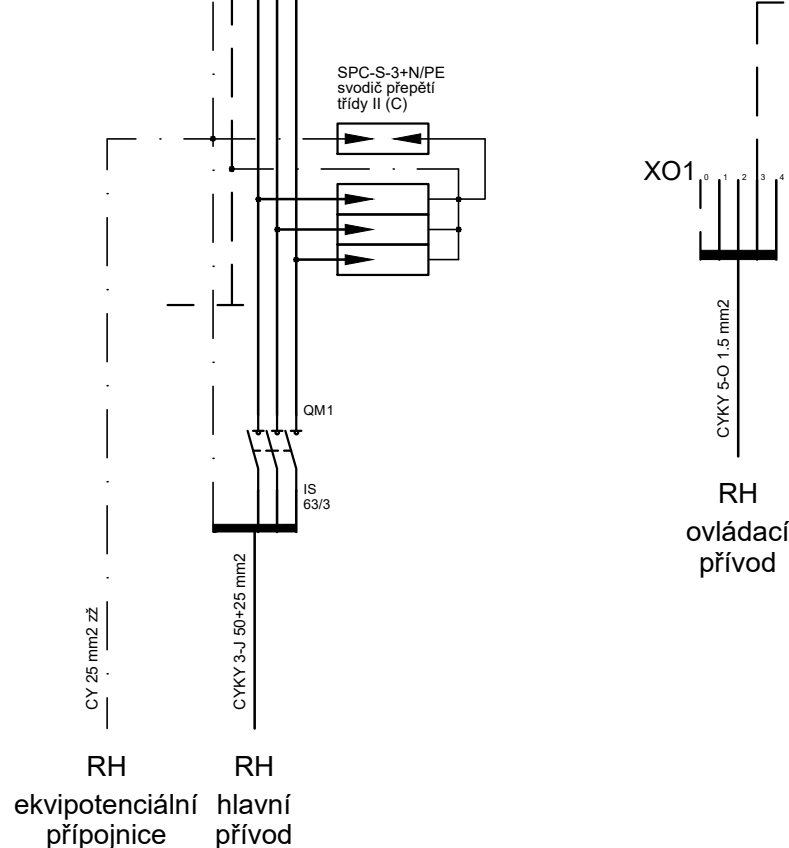 SPC-S-3+N/PE
svodič přepětí
třídy II (C)
XO1
0 1 2 3 4
QM1
IS
63/3
CYKY 5-O 1.5 mm2
RH
ovládací
přívod
CY 25 mm2 zž
CYKY 3-J 50+25 mm2
RH
ekvipotenciální
přípojnice
RH
hlavní
přívod